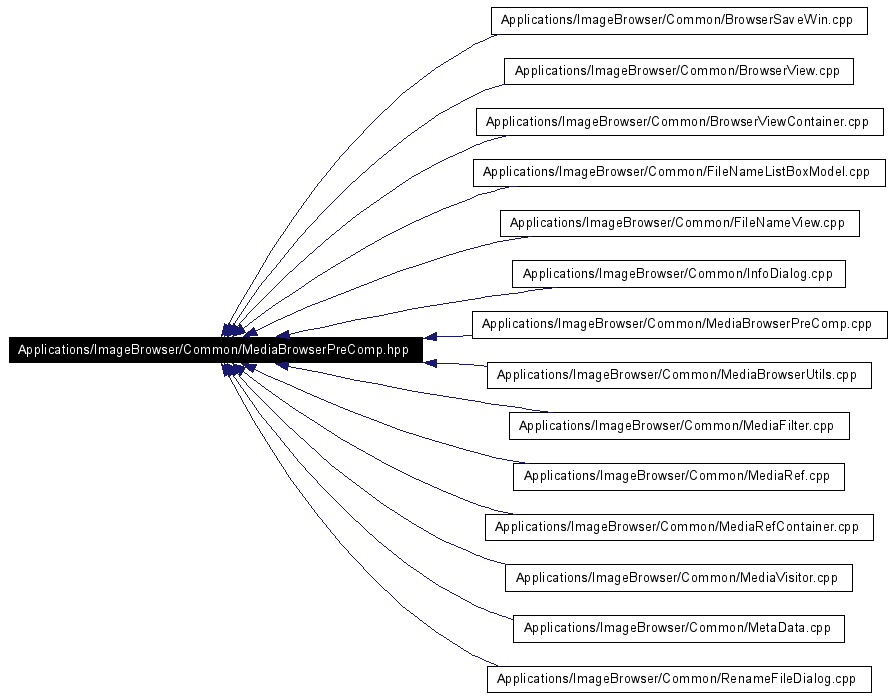 Applications/ImageBrowser/Common/BrowserSaveWin.cpp
Applications/ImageBrowser/Common/BrowserView.cpp
Applications/ImageBrowser/Common/BrowserViewContainer.cpp
Applications/ImageBrowser/Common/FileNameListBoxModel.cpp
Applications/ImageBrowser/Common/FileNameView.cpp
Applications/ImageBrowser/Common/InfoDialog.cpp
Applications/ImageBrowser/Common/MediaBrowserPreComp.cpp
Applications/ImageBrowser/Common/MediaBrowserPreComp.hpp
Applications/ImageBrowser/Common/MediaBrowserUtils.cpp
Applications/ImageBrowser/Common/MediaFilter.cpp
Applications/ImageBrowser/Common/MediaRef.cpp
Applications/ImageBrowser/Common/MediaRefContainer.cpp
Applications/ImageBrowser/Common/MediaVisitor.cpp
Applications/ImageBrowser/Common/MetaData.cpp
Applications/ImageBrowser/Common/RenameFileDialog.cpp